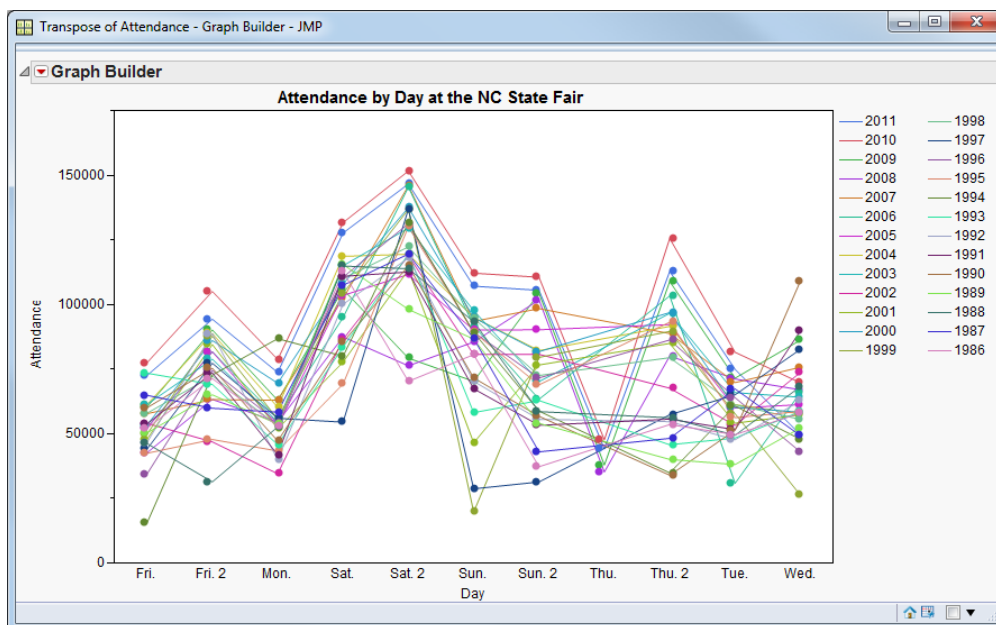 Transpose of Attendance - Graph Builder - JMP
Graph Builder
Attendance by Day at the NC State Fair
Attendance
150000
100000
50000
0
Fri. Fri. 2 Mon. Sat. Sat. 2 Sun. Sun. 2 Thu. Thu. 2 Tue. Wed.
Day
2011 1998
2010 1997
2009 1996
2008 1995
2007 1994
2006 1993
2005 1992
2004 1991
2003 1990
2002 1989
2001 1988
2000 1987
1999 1986